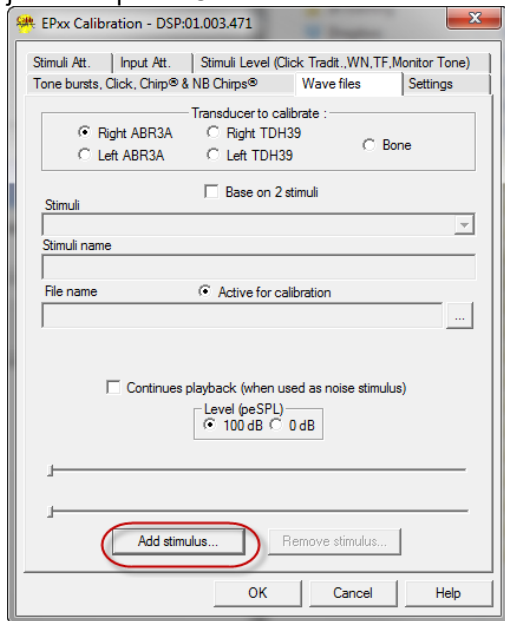 EPxx Calibration - DSP:01.003.471
Stimuli Att. Input Att. Stimuli Level (Click Tradit.,WN,TF,Monitor Tone)
Tone bursts, Click, Chirp® & NB Chirps® Wave files Settings
Transducer to calibrate :
Right ABR3A Right TDH39
Bone
Left ABR3A Left TDH39
Base on 2 stimuli
Stimuli
Stimuli name
File name Active for calibration
...
Continues playback (when used as noise stimulus)
Level (peSPL)
100 dB 0 dB
Add stimulus... Remove stimulus...
OK Cancel Help